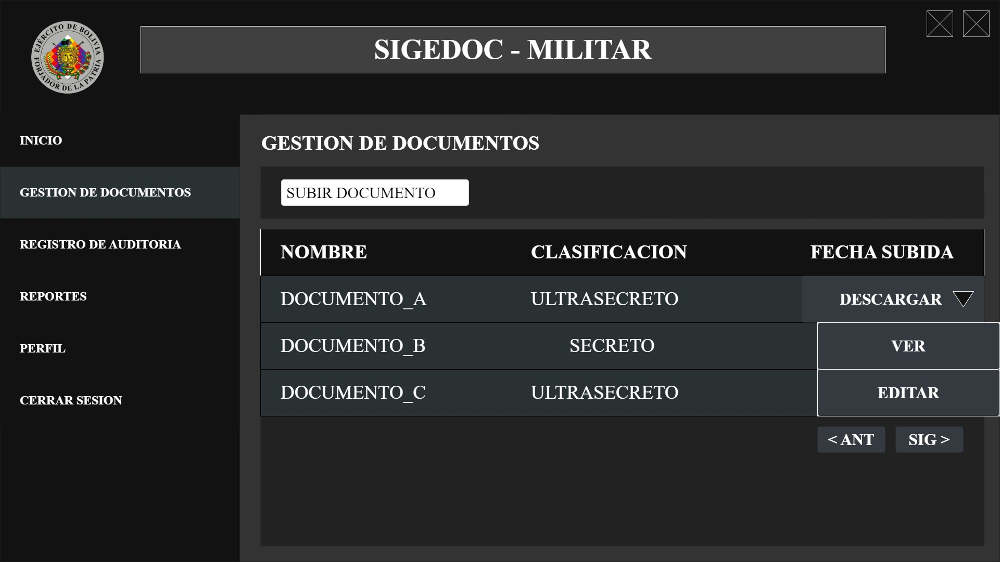 EJÉRCITO DE BOLIVIA
FORJADOR DE LA PATRIA
SIGEDOC - MILITAR
INICIO
GESTION DE DOCUMENTOS
REGISTRO DE AUDITORIA
REPORTES
PERFIL
CERRAR SESION
GESTION DE DOCUMENTOS
SUBIR DOCUMENTO
NOMBRE CLASIFICACION FECHA SUBIDA
DOCUMENTO_A ULTRASECRETO DESCARGAR
DOCUMENTO_B SECRETO VER
DOCUMENTO_C ULTRASECRETO EDITAR
< ANT SIG >